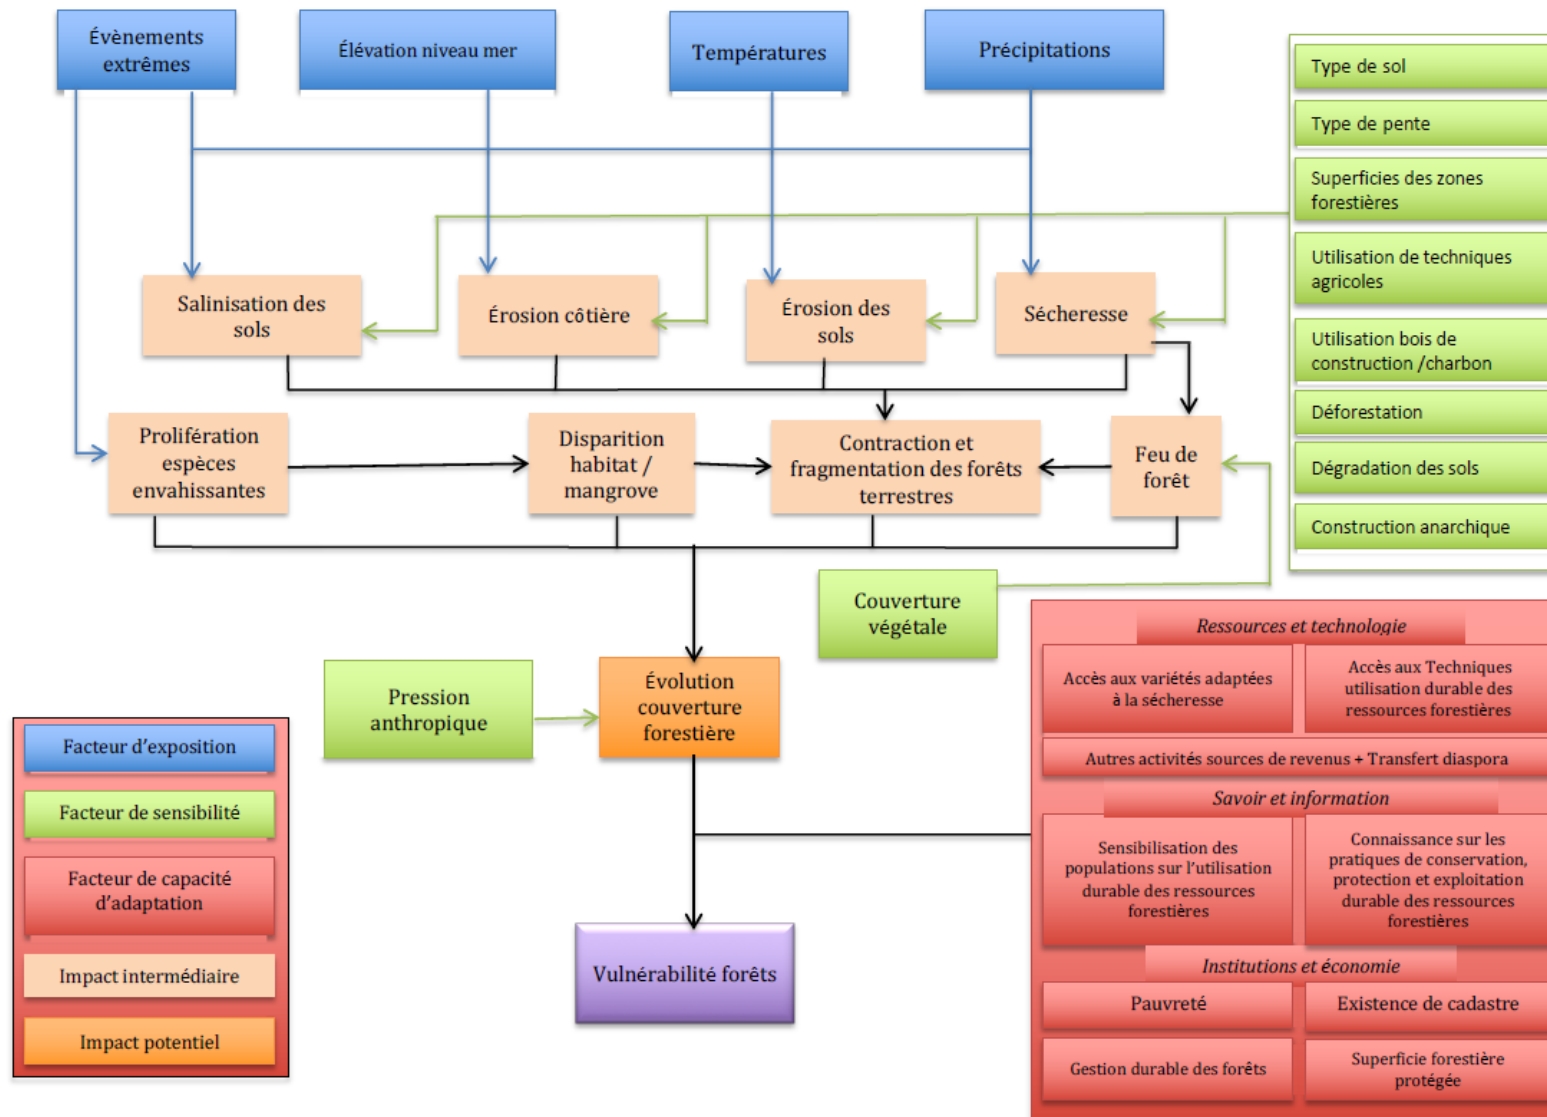 Évènements
extrêmes
Élévation niveau mer
Températures
Précipitations
Type de sol
Type de pente
Superficies des zones
forestières
Utilisation de techniques
agricoles
Utilisation bois de
construction /charbon
Déforestation
Dégradation des sols
Construction anarchique
Salinisation des
sols
Érosion côtière
Érosion des
sols
Sécheresse
Prolifération
espèces
envahissantes
Disparition
habitat /
mangrove
Contraction et
fragmentation des forêts
terrestres
Feu de
forêt
Couverture
végétale
Pression
anthropique
Évolution
couverture
forestière
Vulnérabilité forêts
Ressources et technologie
Accès aux variétés adaptées
à la sécheresse
Accès aux Techniques
utilisation durable des
ressources forestières
Autres activités sources de revenus + Transfert diaspora
Savoir et information
Sensibilisation des
populations sur l'utilisation
durable des ressources
forestières
Connaissance sur les
pratiques de conservation,
protection et exploitation
durable des ressources
forestières
Institutions et économie
Pauvreté
Existence de cadastre
Gestion durable des forêts
Superficie forestière
protégée
Facteur d'exposition
Facteur de sensibilité
Facteur de capacité
d'adaptation
Impact intermédiaire
Impact potentiel